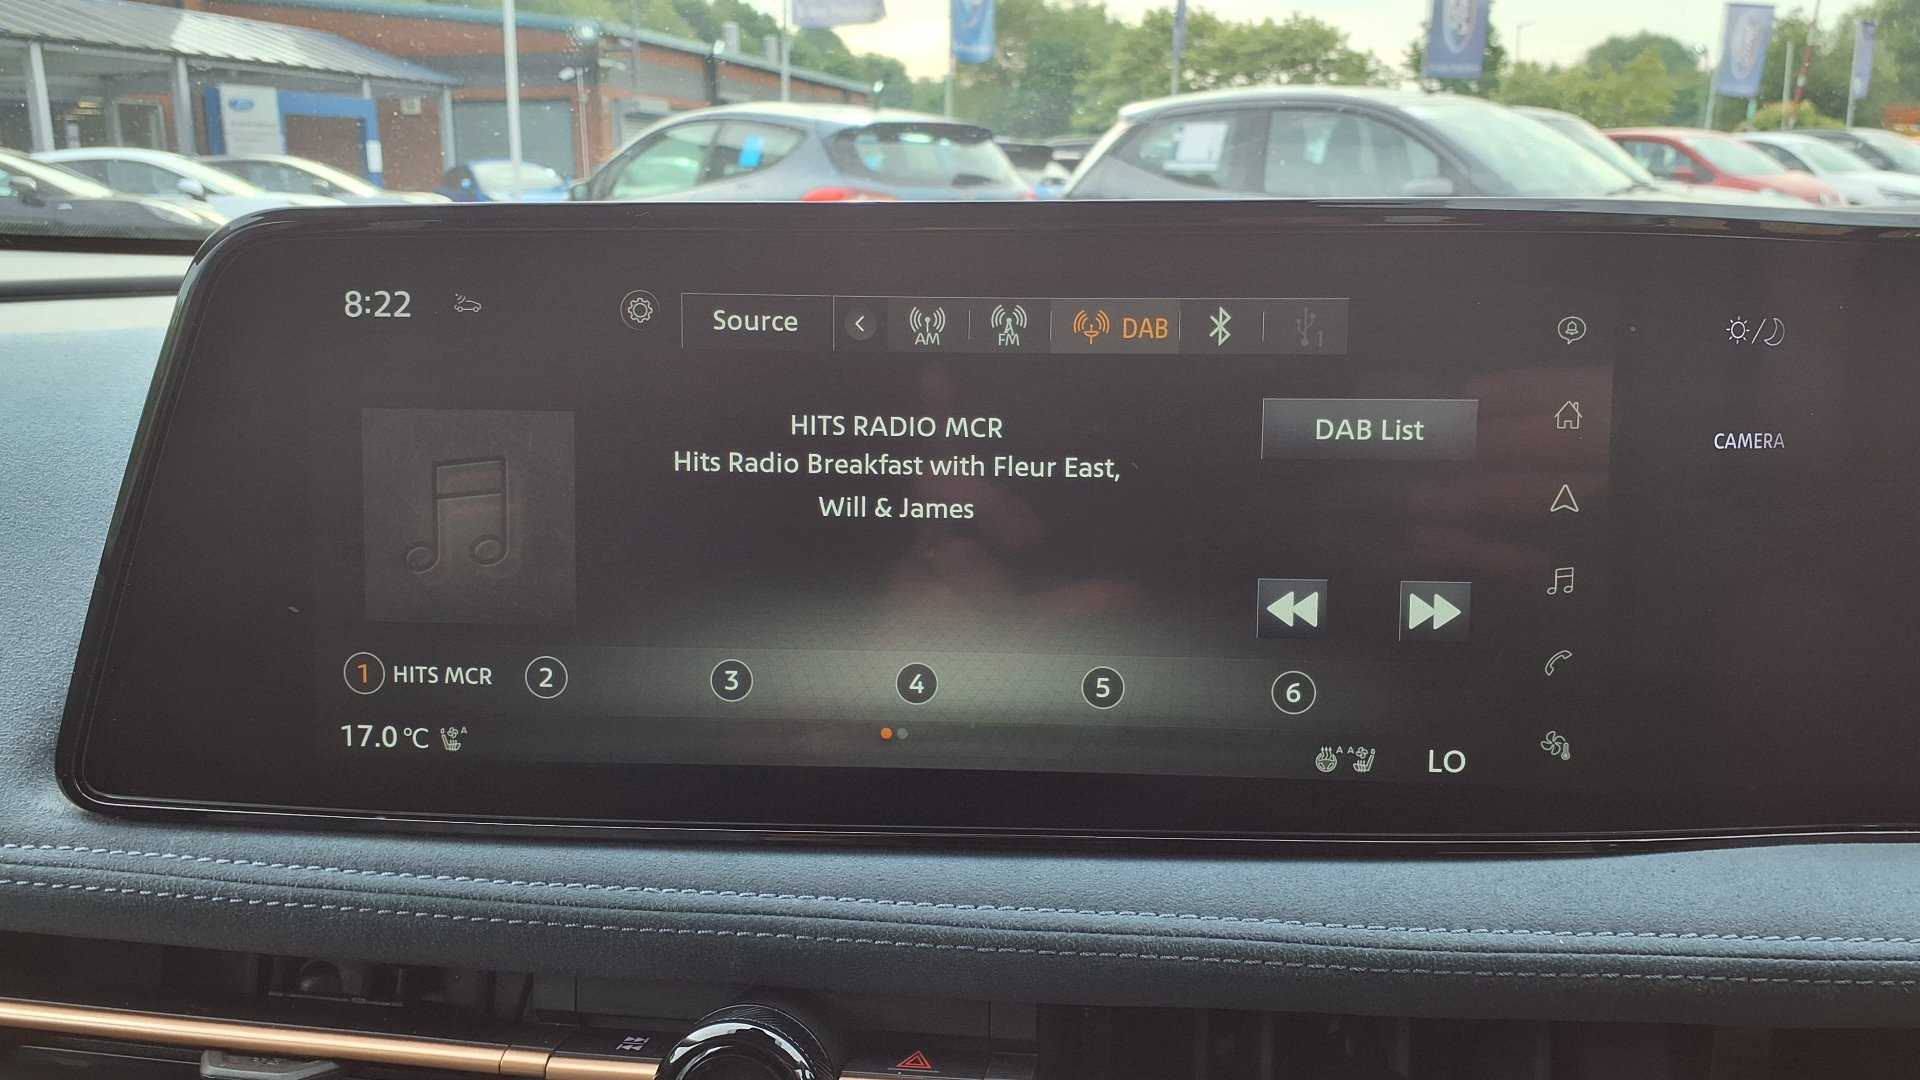 8:22
Source
AM
FM
DAB
1
HITS RADIO MCR
Hits Radio Breakfast with Fleur East,
Will & James
DAB List
CAMERA
1 HITS MCR 2 3 4 5 6
17.0°C
A
A A
LO